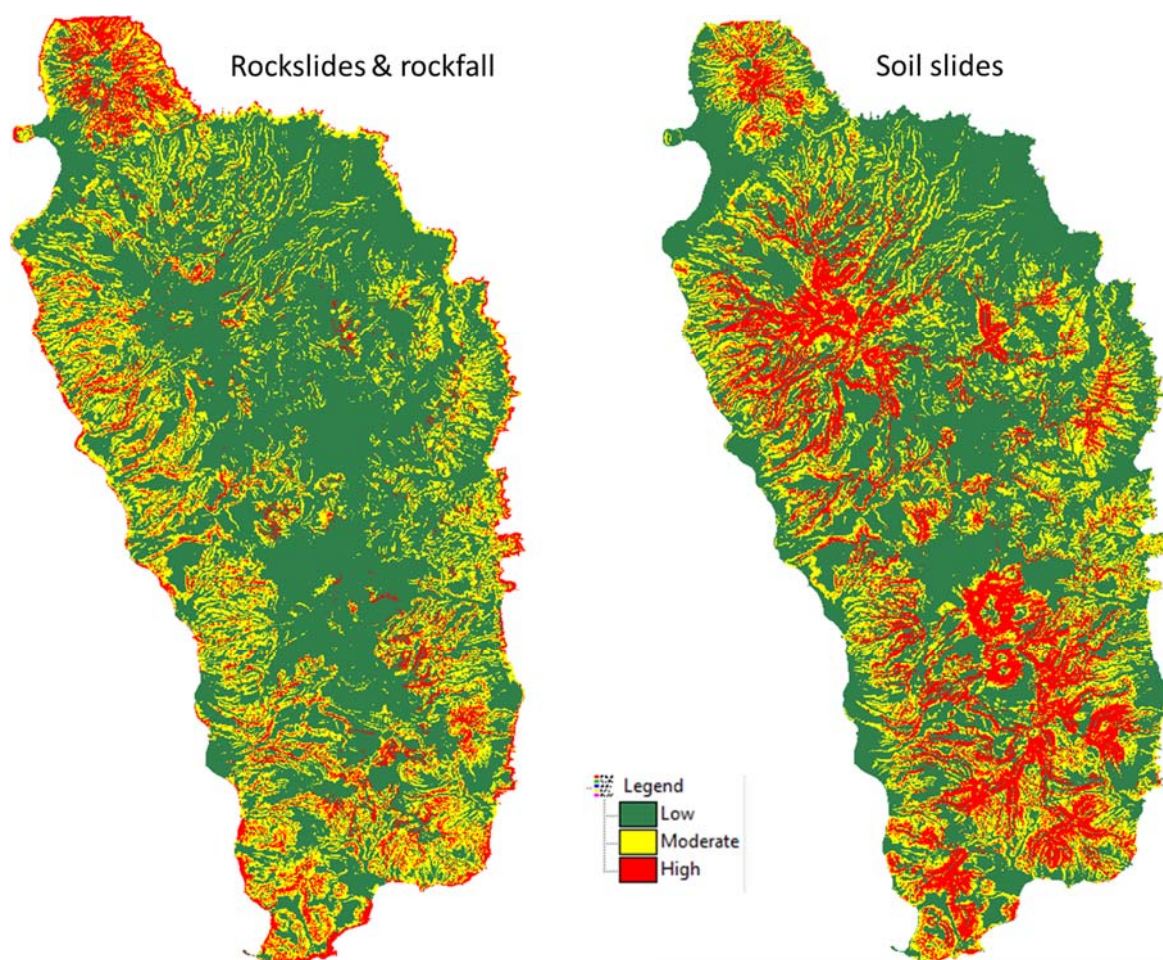 Rockslides & rockfall
Soil slides
Legend
Low
Moderate
High